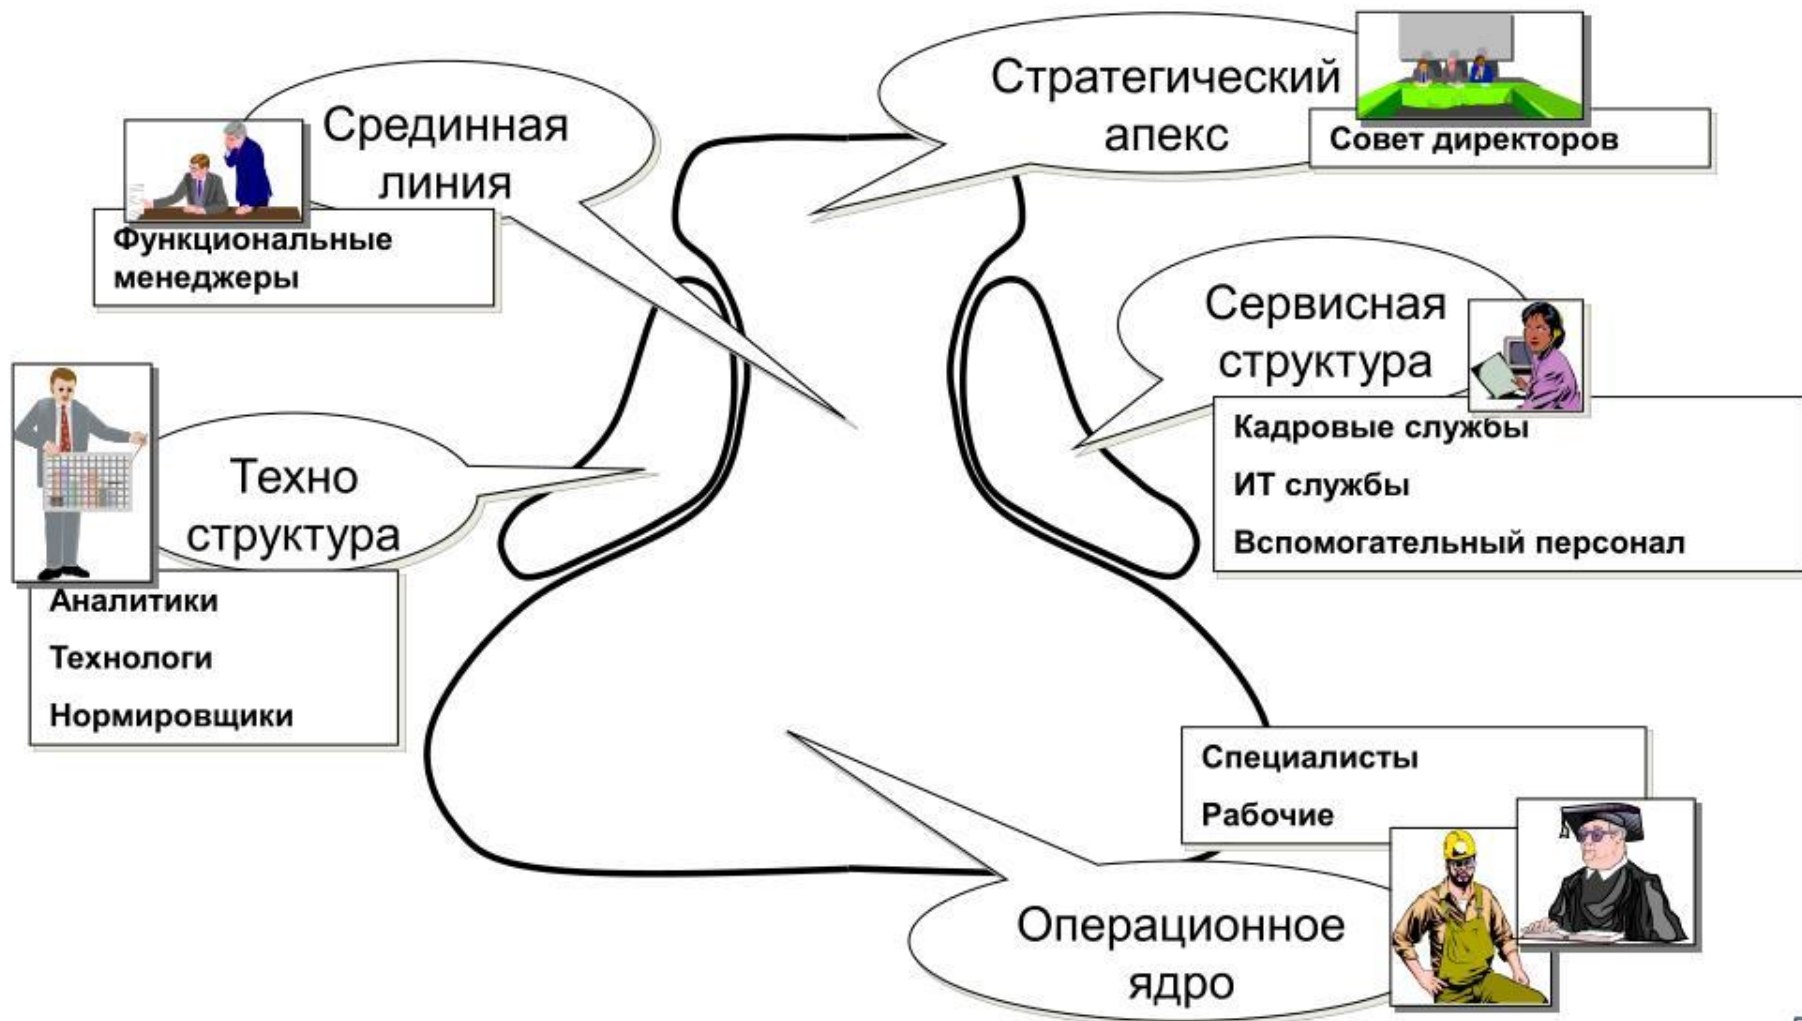 Стратегический
апекс
Совет директоров
Срединная
линия
Функциональные
менеджеры
Сервисная
структура
Кадровые службы
ИТ службы
Вспомогательный персонал
Техно
структура
Аналитики
Технологи
Нормировщики
Специалисты
Рабочие
Операционное
ядро